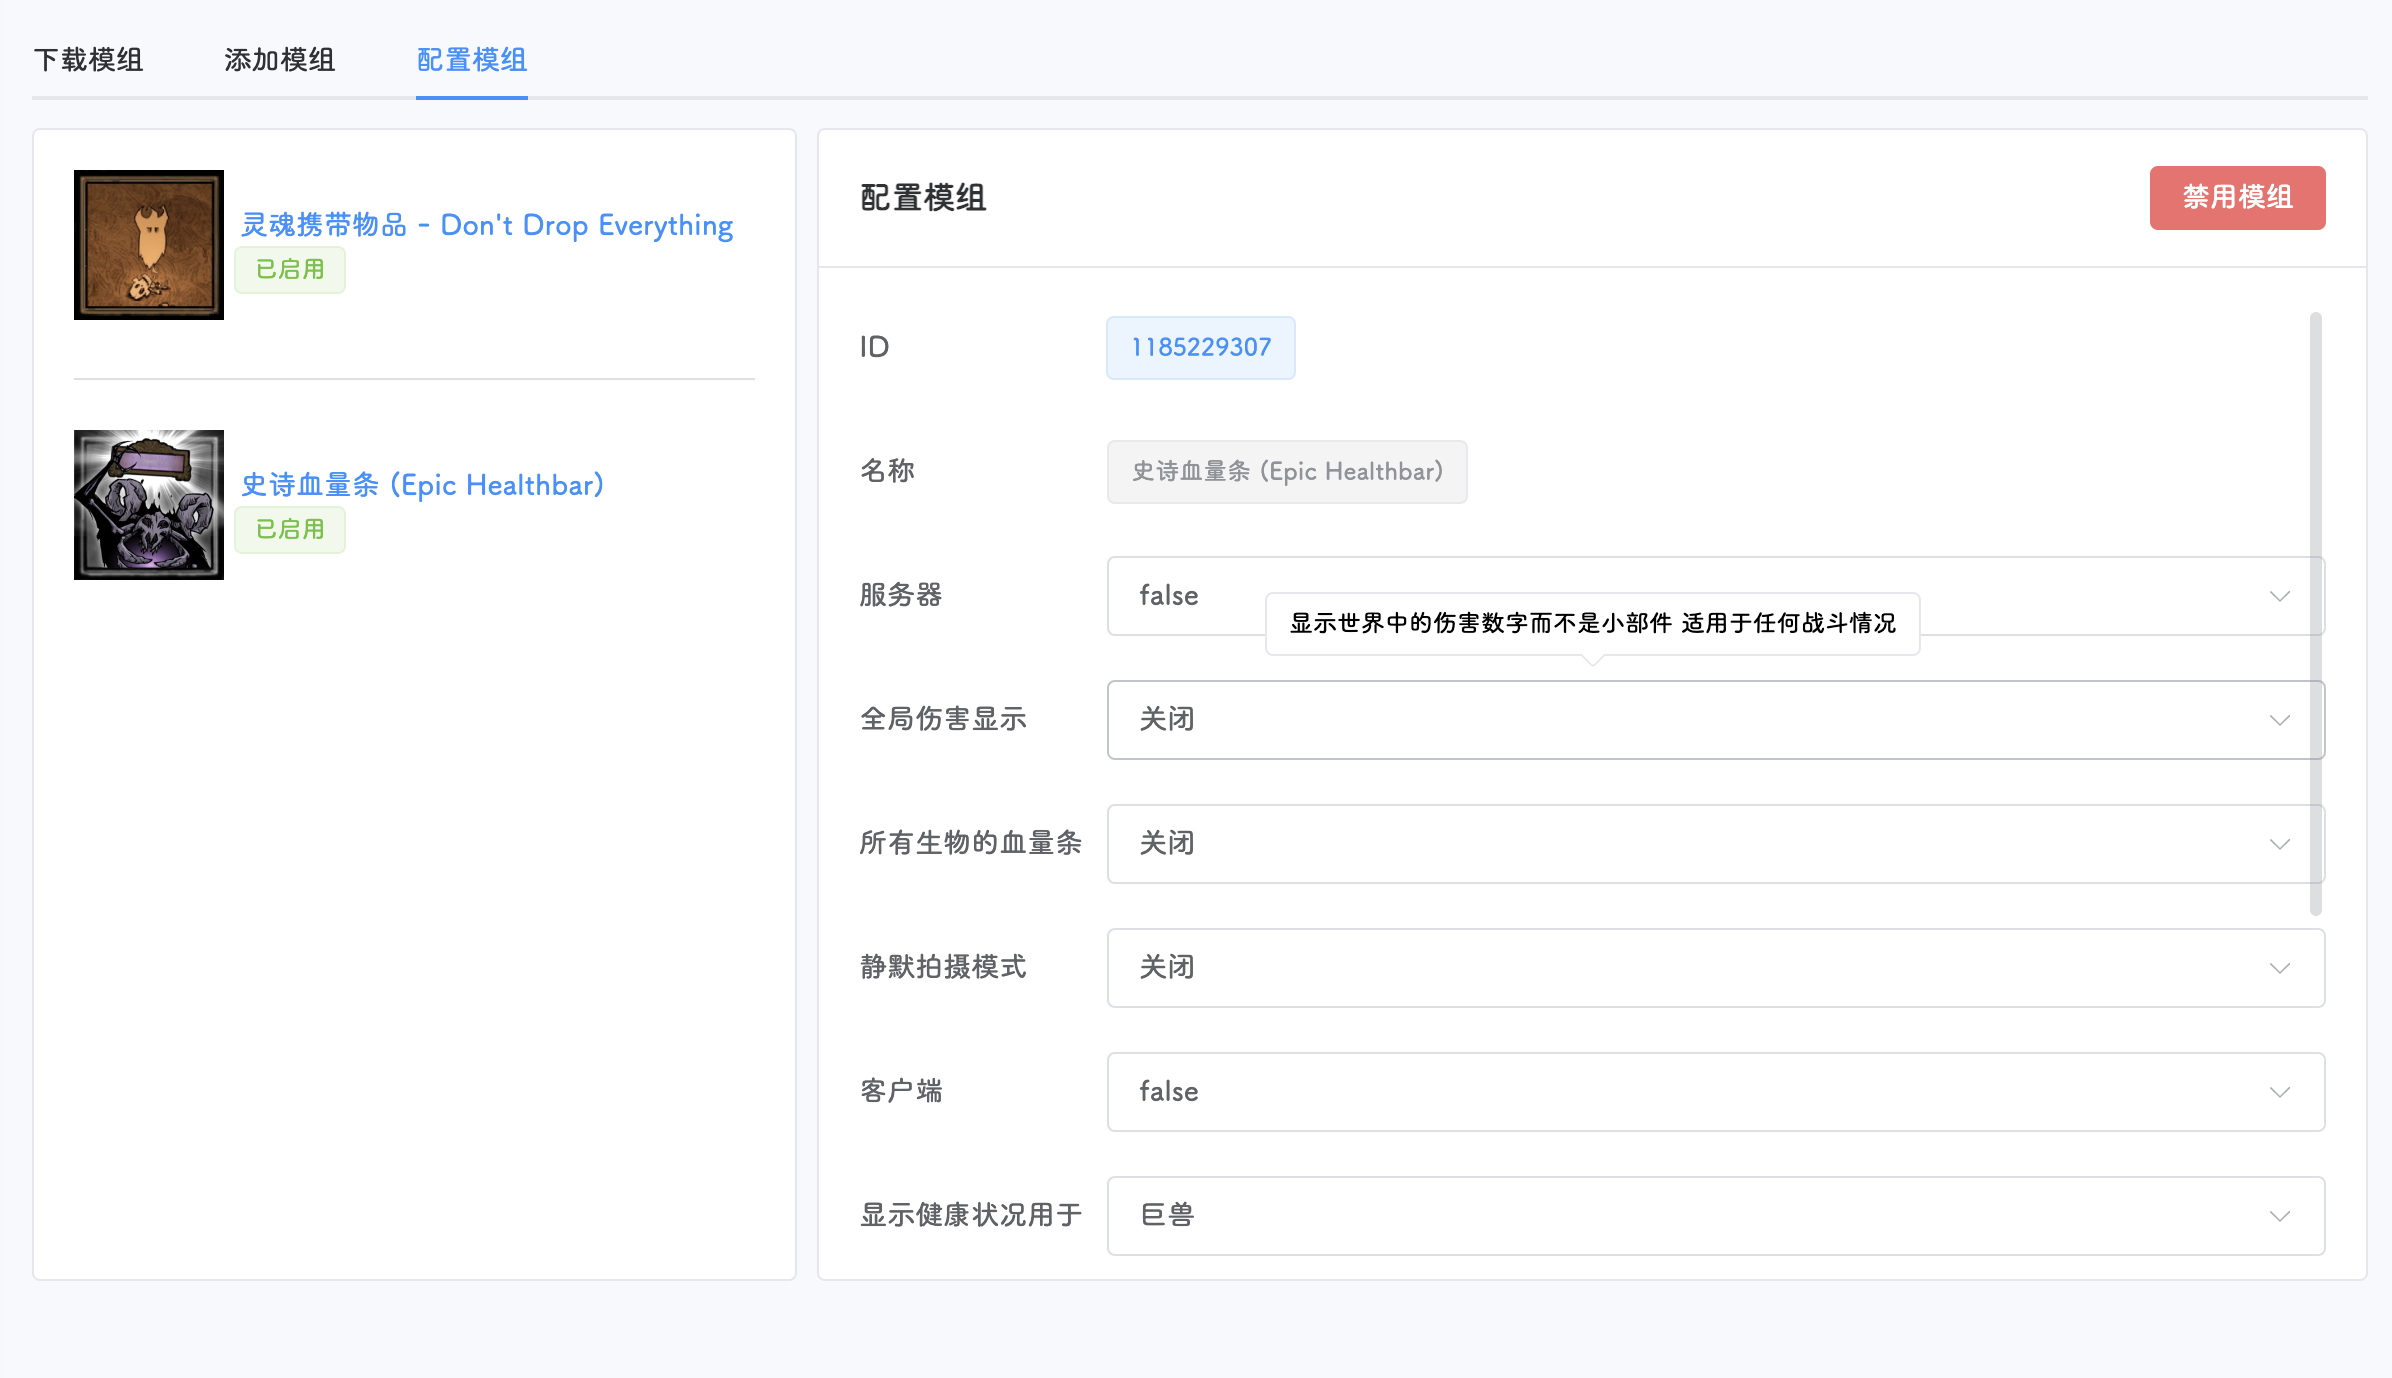 下载模组
添加模组
配置模组
灵魂携带物品 - Don't Drop Everything
已启用
史诗血量条 (Epic Healthbar)
已启用
配置模组
禁用模组
ID
1185229307
名称
史诗血量条 (Epic Healthbar)
服务器
false
显示世界中的伤害数字而不是小部件 适用于任何战斗情况
全局伤害显示
关闭
所有生物的血量条
关闭
静默拍摄模式
关闭
客户端
false
显示健康状况用于
巨兽